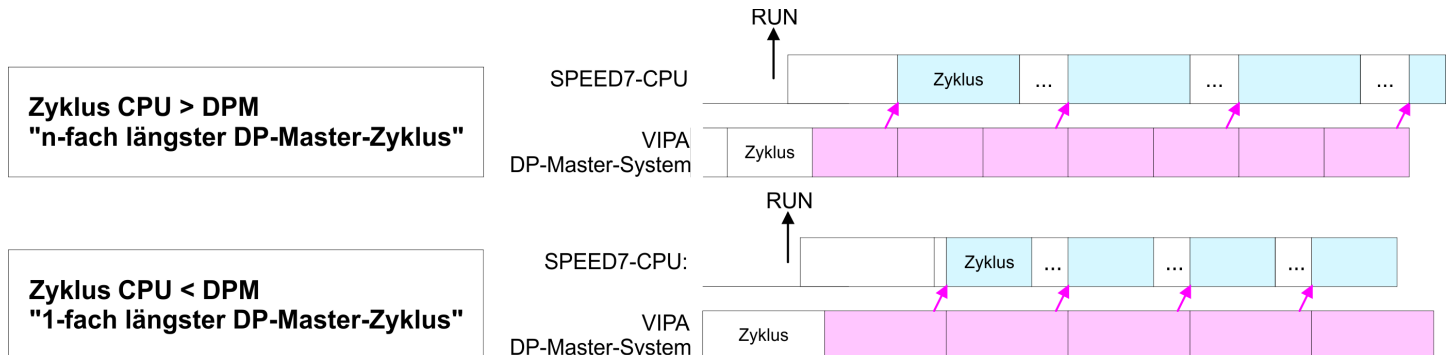 RUN
SPEED7-CPU
Zyklus ... ... ...
Zyklus CPU > DPM
"n-fach längster DP-Master-Zyklus"
VIPA
DP-Master-System
Zyklus
RUN
SPEED7-CPU:
Zyklus ... ... ...
Zyklus CPU < DPM
"1-fach längster DP-Master-Zyklus"
VIPA
DP-Master-System
Zyklus